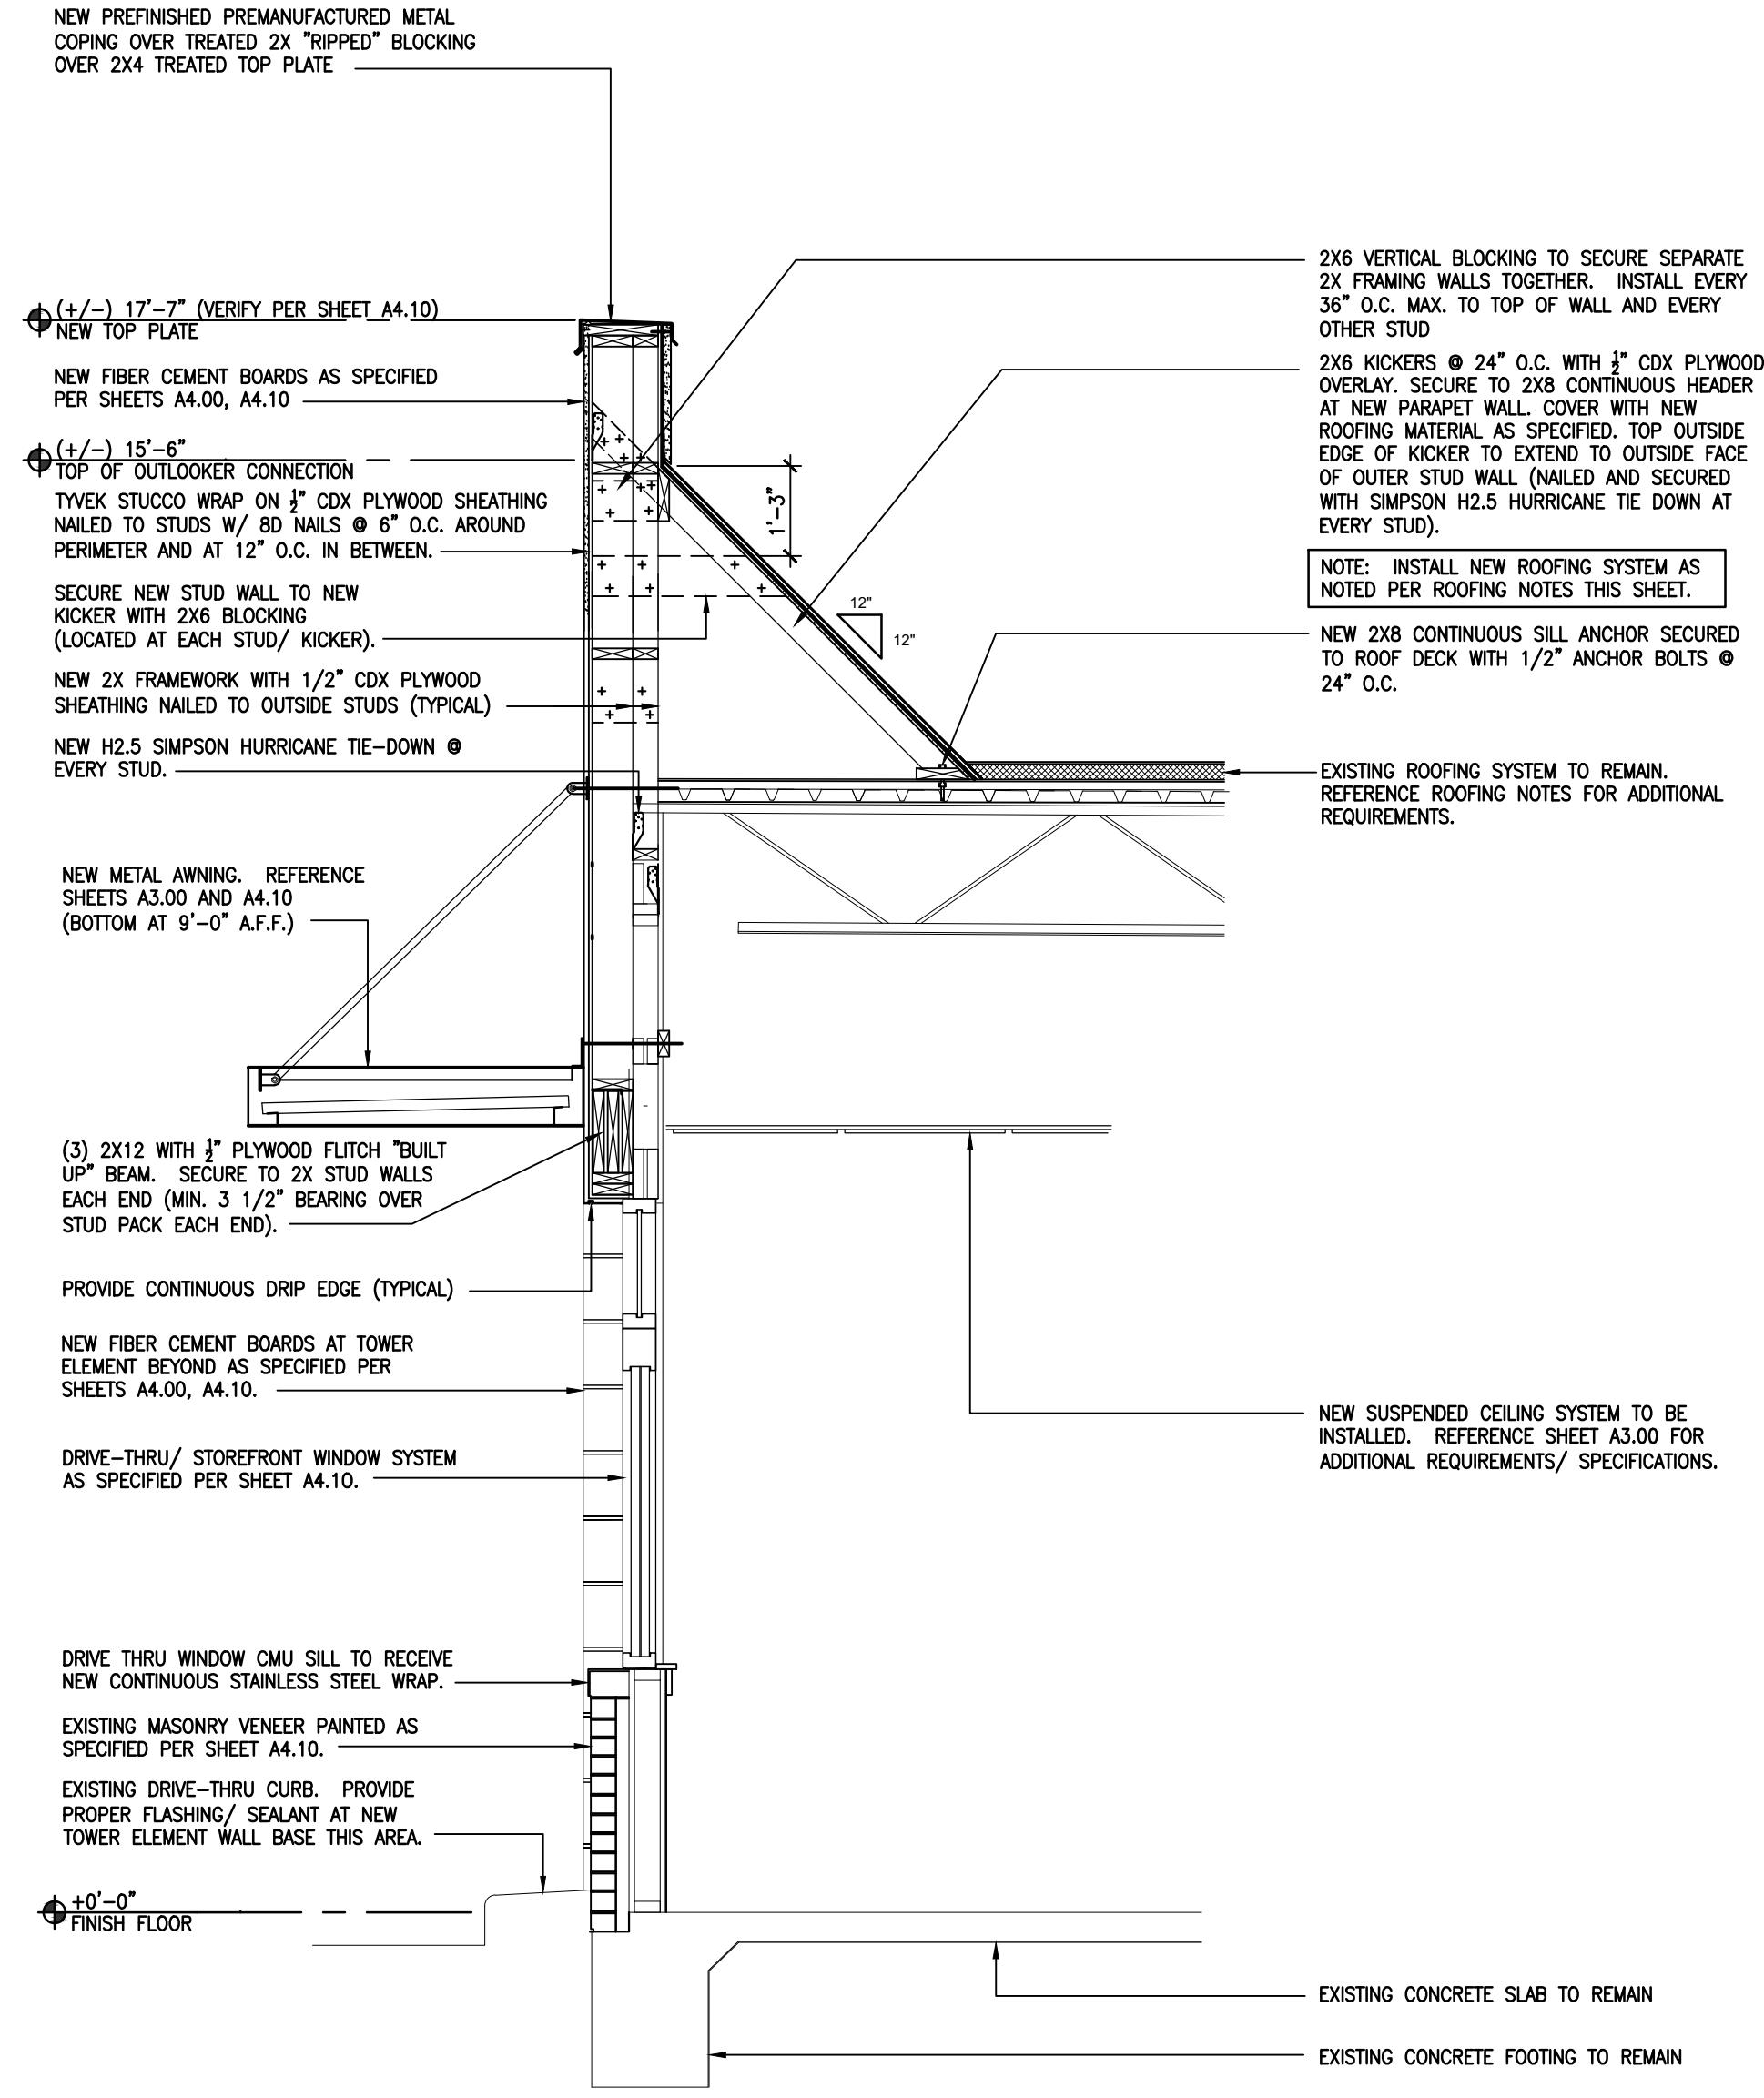 NEW PREFINISHED PREMANUFACTURED METAL
COPING OVER TREATED 2X "RIPPED" BLOCKING
OVER 2X4 TREATED TOP PLATE
(+/-) 17'-7" (VERIFY PER SHEET A4.10)
NEW TOP PLATE
NEW FIBER CEMENT BOARDS AS SPECIFIED
PER SHEETS A4.00, A4.10
(+/-) 15'-6"
TOP OF OUTLOOKER CONNECTION
TYVEK STUCCO WRAP ON ½" CDX PLYWOOD SHEATHING
NAILED TO STUDS W/ 8D NAILS @ 6" O.C. AROUND
PERIMETER AND AT 12" O.C. IN BETWEEN.
SECURE NEW STUD WALL TO NEW
KICKER WITH 2X6 BLOCKING
(LOCATED AT EACH STUD/ KICKER).
NEW 2X FRAMEWORK WITH 1/2" CDX PLYWOOD
SHEATHING NAILED TO OUTSIDE STUDS (TYPICAL)
NEW H2.5 SIMPSON HURRICANE TIE-DOWN @
EVERY STUD.
NEW METAL AWNING. REFERENCE
SHEETS A3.00 AND A4.10
(BOTTOM AT 9'-0" A.F.F.)
(3) 2X12 WITH ½" PLYWOOD FLITCH "BUILT
UP" BEAM. SECURE TO 2X STUD WALLS
EACH END (MIN. 3 1/2" BEARING OVER
STUD PACK EACH END).
PROVIDE CONTINUOUS DRIP EDGE (TYPICAL)
NEW FIBER CEMENT BOARDS AT TOWER
ELEMENT BEYOND AS SPECIFIED PER
SHEETS A4.00, A4.10.
DRIVE-THRU/ STOREFRONT WINDOW SYSTEM
AS SPECIFIED PER SHEET A4.10.
DRIVE THRU WINDOW CMU SILL TO RECEIVE
NEW CONTINUOUS STAINLESS STEEL WRAP.
EXISTING MASONRY VENEER PAINTED AS
SPECIFIED PER SHEET A4.10.
EXISTING DRIVE-THRU CURB. PROVIDE
PROPER FLASHING/ SEALANT AT NEW
TOWER ELEMENT WALL BASE THIS AREA.
+0'-0"
FINISH FLOOR
1'-3"
12"
12"
2X6 VERTICAL BLOCKING TO SECURE SEPARATE
2X FRAMING WALLS TOGETHER. INSTALL EVERY
36" O.C. MAX. TO TOP OF WALL AND EVERY
OTHER STUD
2X6 KICKERS @ 24" O.C. WITH ½" CDX PLYWOOD
OVERLAY. SECURE TO 2X8 CONTINUOUS HEADER
AT NEW PARAPET WALL. COVER WITH NEW
ROOFING MATERIAL AS SPECIFIED. TOP OUTSIDE
EDGE OF KICKER TO EXTEND TO OUTSIDE FACE
OF OUTER STUD WALL (NAILED AND SECURED
WITH SIMPSON H2.5 HURRICANE TIE DOWN AT
EVERY STUD).
NOTE: INSTALL NEW ROOFING SYSTEM AS
NOTED PER ROOFING NOTES THIS SHEET.
NEW 2X8 CONTINUOUS SILL ANCHOR SECURED
TO ROOF DECK WITH 1/2" ANCHOR BOLTS @
24" O.C.
EXISTING ROOFING SYSTEM TO REMAIN.
REFERENCE ROOFING NOTES FOR ADDITIONAL
REQUIREMENTS.
NEW SUSPENDED CEILING SYSTEM TO BE
INSTALLED. REFERENCE SHEET A3.00 FOR
ADDITIONAL REQUIREMENTS/ SPECIFICATIONS.
EXISTING CONCRETE SLAB TO REMAIN
EXISTING CONCRETE FOOTING TO REMAIN